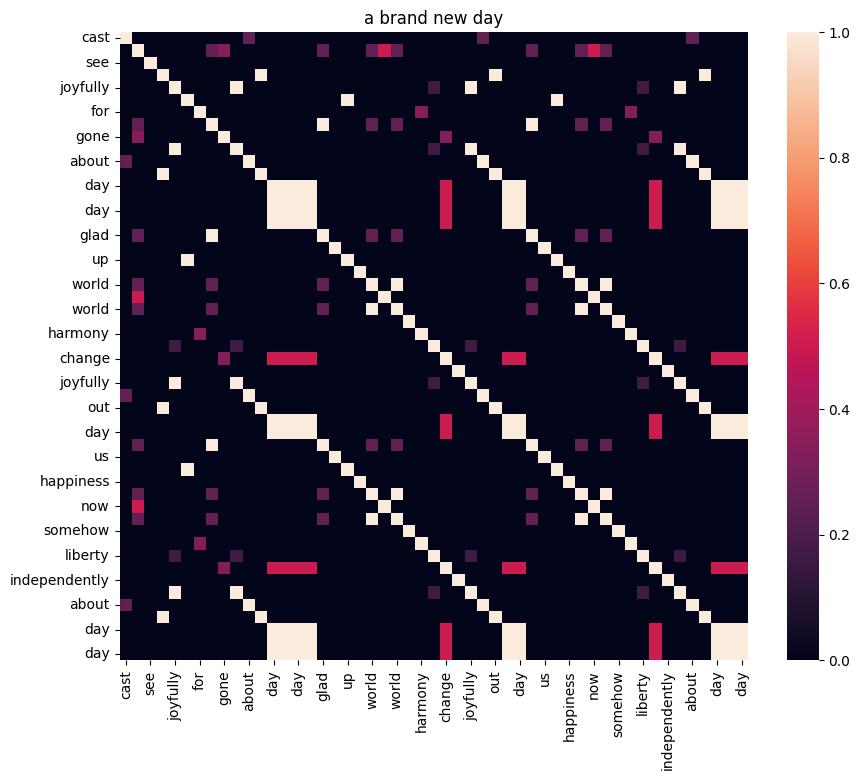 a brand new day
cast
see
joyfully
for
gone
about
day
day
glad
up
world
world
harmony
change
joyfully
out
day
us
happiness
now
somehow
liberty
independently
about
day
day
1.0
0.8
0.6
0.4
0.2
0.0
cast
see
joyfully
for
gone
about
day
day
glad
up
world
world
harmony
change
joyfully
out
day
us
happiness
now
somehow
liberty
independently
about
day
day